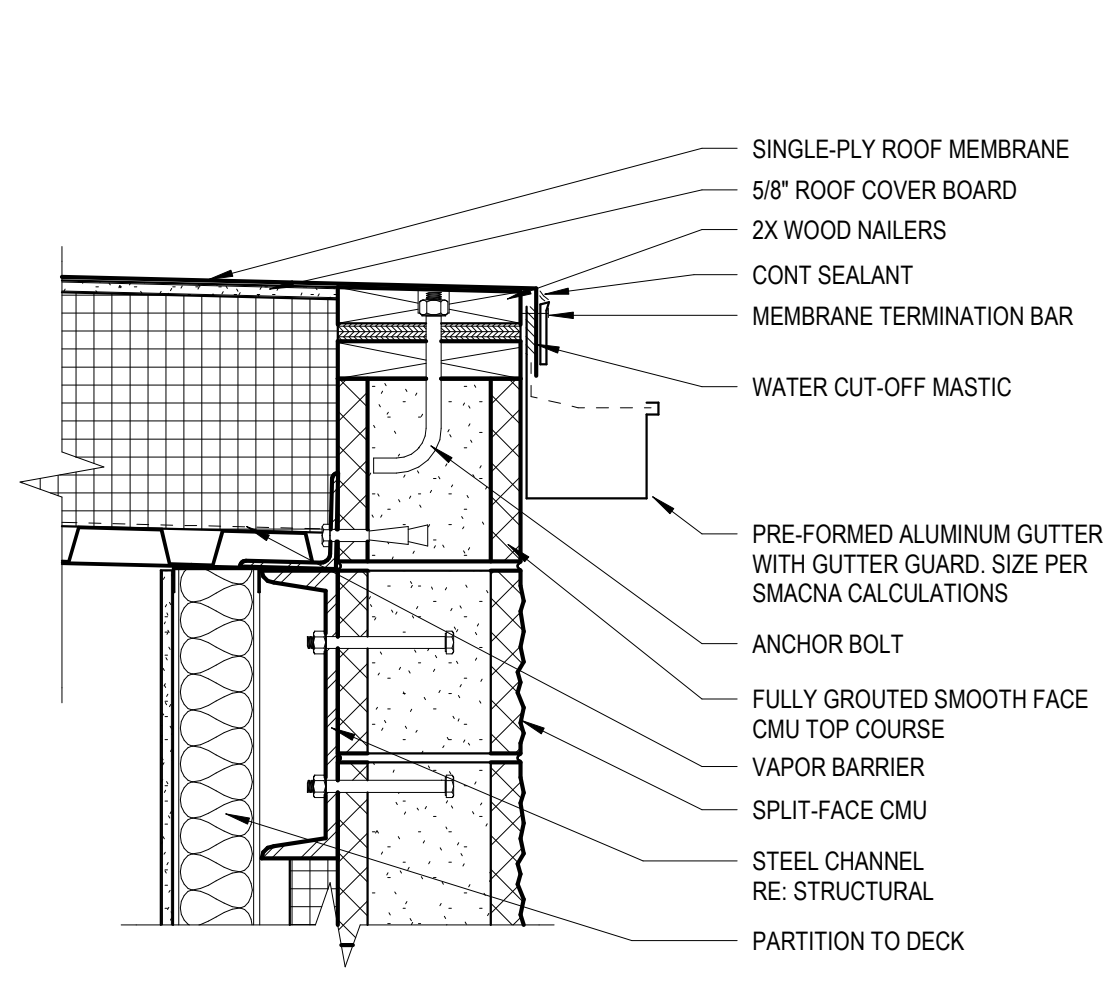 SINGLE-PLY ROOF MEMBRANE
5/8" ROOF COVER BOARD
2X WOOD NAILERS
CONT SEALANT
MEMBRANE TERMINATION BAR
WATER CUT-OFF MASTIC
PRE-FORMED ALUMINUM GUTTER
WITH GUTTER GUARD. SIZE PER
SMACNA CALCULATIONS
ANCHOR BOLT
FULLY GROUTED SMOOTH FACE
CMU TOP COURSE
VAPOR BARRIER
SPLIT-FACE CMU
STEEL CHANNEL
RE: STRUCTURAL
PARTITION TO DECK